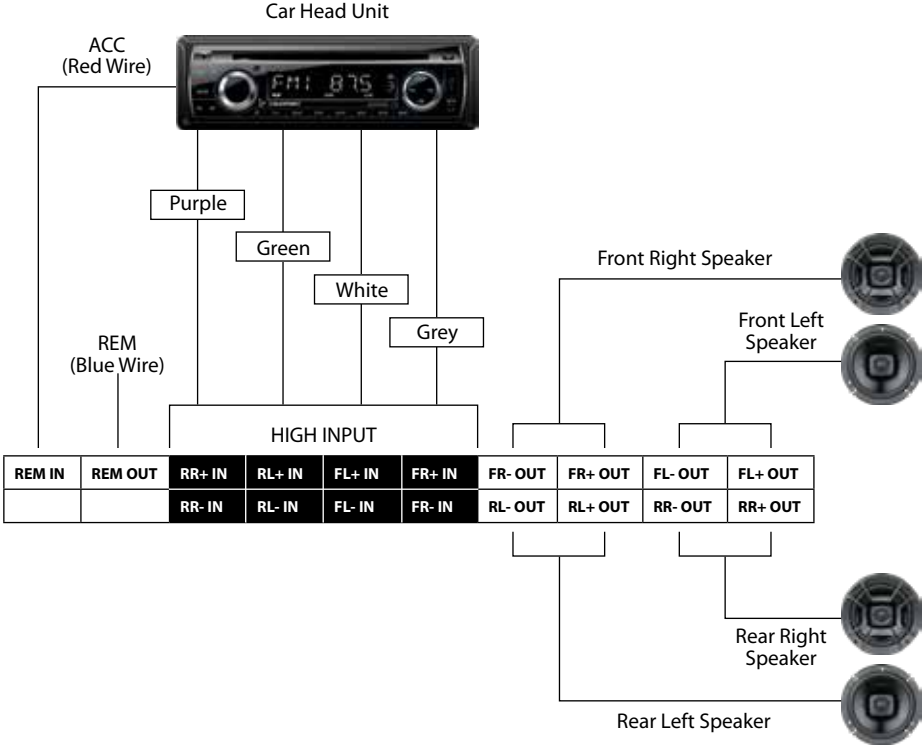 Car Head Unit
ACC
(Red Wire)
FM1 87.5
Purple
Green
White
Grey
REM
(Blue Wire)
Front Right Speaker
Front Left
Speaker
HIGH INPUT
REM IN REM OUT RR+ IN RL+ IN FL+ IN FR+ IN FR- OUT FR+ OUT FL- OUT FL+ OUT
RR- IN RL- IN FL- IN FR- IN RL- OUT RL+ OUT RR- OUT RR+ OUT
Rear Right
Speaker
Rear Left Speaker